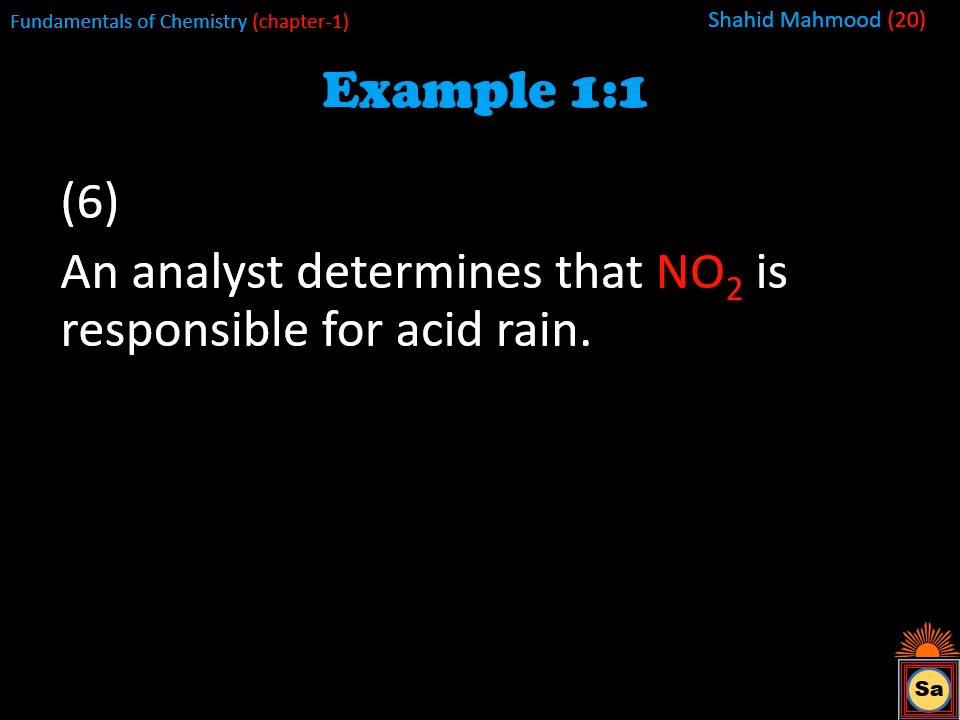 Fundamentals of Chemistry (chapter-1)
Shahid Mahmood (20)
Example 1:1
(6)
An analyst determines that NO₂ is
responsible for acid rain.
Sa